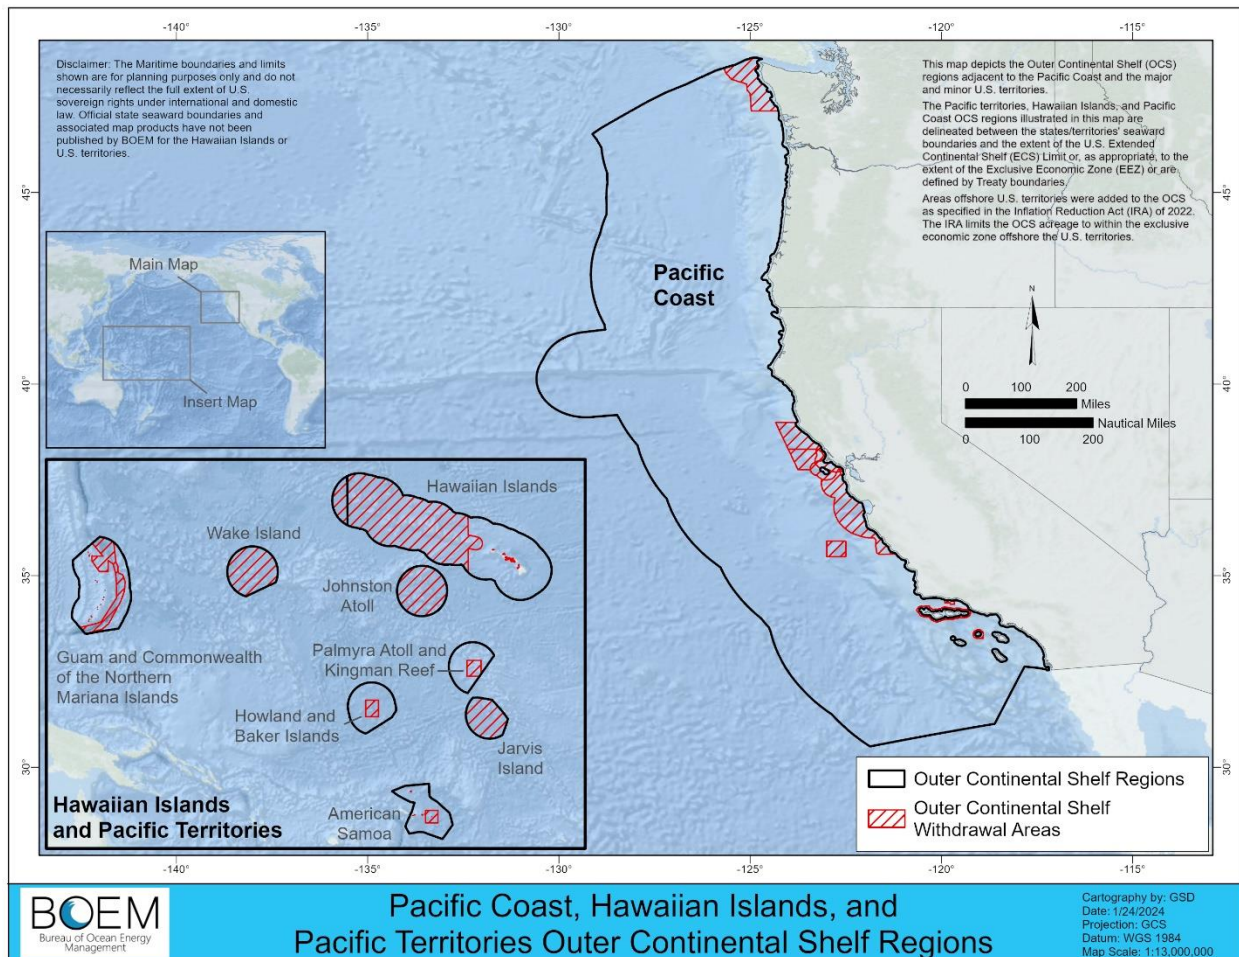 -140°
-135°
-130°
-125°
-120°
-115°
Disclaimer: The Maritime boundaries and limits
shown are for planning purposes only and do not
necessarily reflect the full extent of U.S.
sovereign rights under international and domestic
law. Official state seaward boundaries and
associated map products have not been
published by BOEM for the Hawaiian Islands or
U.S. territories.
This map depicts the Outer Continental Shelf (OCS)
regions adjacent to the Pacific Coast and the major
and minor U.S. territories.
The Pacific territories, Hawaiian Islands, and Pacific
Coast OCS regions illustrated in this map are
delineated between the states/territories' seaward
boundaries and the extent of the U.S. Extended
Continental Shelf (ECS) Limit or, as appropriate, to the
extent of the Exclusive Economic Zone (EEZ) or are
defined by Treaty boundaries.
Areas offshore U.S. territories were added to the OCS
as specified in the Inflation Reduction Act (IRA) of 2022.
The IRA limits the OCS acreage to within the exclusive
economic zone offshore the U.S. territories.
45°
45°
Main Map
Insert Map
Pacific
Coast
N
40°
40°
0 100 200
Miles
Nautical Miles
0 100 200
Hawaiian Islands
Wake Island
Johnston
Atoll
35°
35°
Guam and Commonwealth
of the Northern
Mariana Islands
Palmyra Atoll and
Kingman Reef
Howland and
Baker Islands
Jarvis
Island
30°
30°
American
Samoa
Hawaiian Islands
and Pacific Territories
Outer Continental Shelf Regions
Outer Continental Shelf
Withdrawal Areas
-140°
-135°
-130°
-125°
-120°
-115°
BOEM
Bureau of Ocean Energy
Management
Pacific Coast, Hawaiian Islands, and
Pacific Territories Outer Continental Shelf Regions
Cartography by: GSD
Date: 1/24/2024
Projection: GCS
Datum: WGS 1984
Map Scale: 1:13,000,000